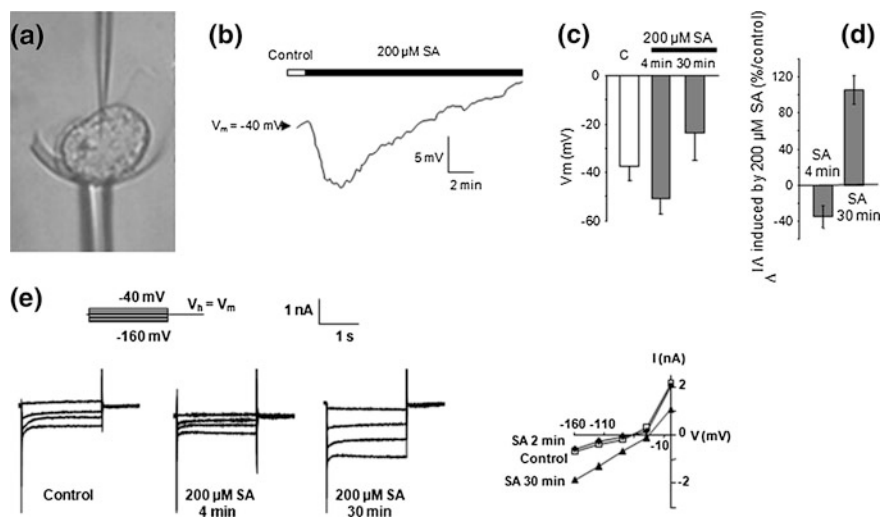 (a)
(b)
Control 200 µM SA
Vm = -40 mV
5 mV
2 min
(c)
200 µM SA
C 4 min 30 min
0
-20
-40
-60
Vm (mV)
(d)
IΛ induced by 200 µM SA (%/control)
V
120
80
40
0
-40
SA
4 min
SA
30 min
(e)
-40 mV
Vh = Vm
-160 mV
1 nA
1 s
Control
200 µM SA
4 min
200 µM SA
30 min
I (nA)
2
-160 -110
0 V (mV)
-10
SA 2 min
Control
SA 30 min
-2